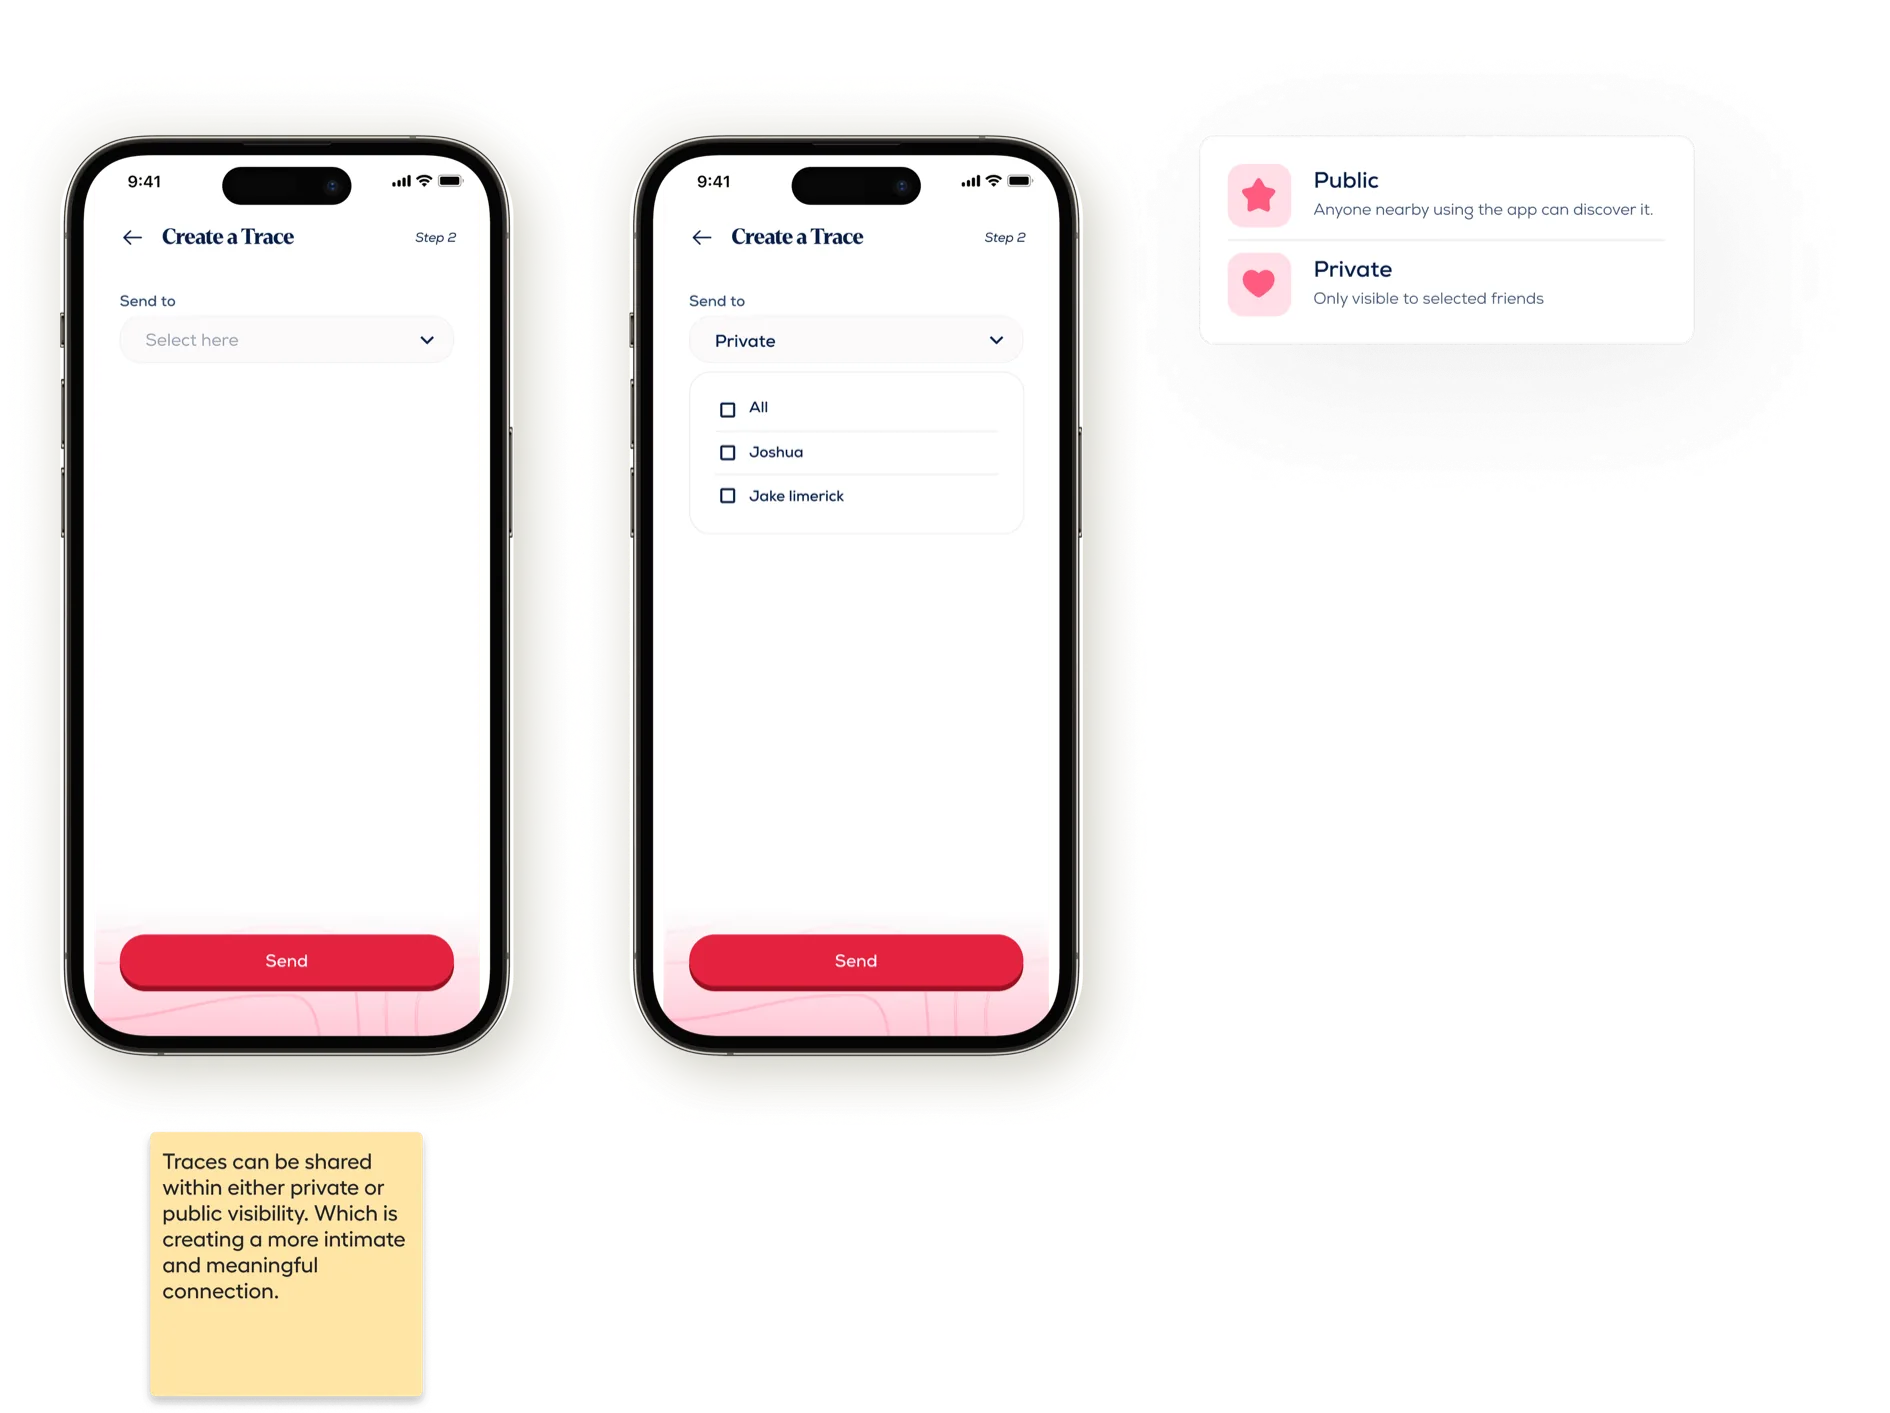 9:41
Create a Trace
Step 2
Send to
Select here
Send
9:41
Create a Trace
Step 2
Send to
Private
All
Joshua
Jake limerick
Send
Public
Anyone nearby using the app can discover it.
Private
Only visible to selected friends
Traces can be shared
within either private or
public visibility. Which is
creating a more intimate
and meaningful
connection.